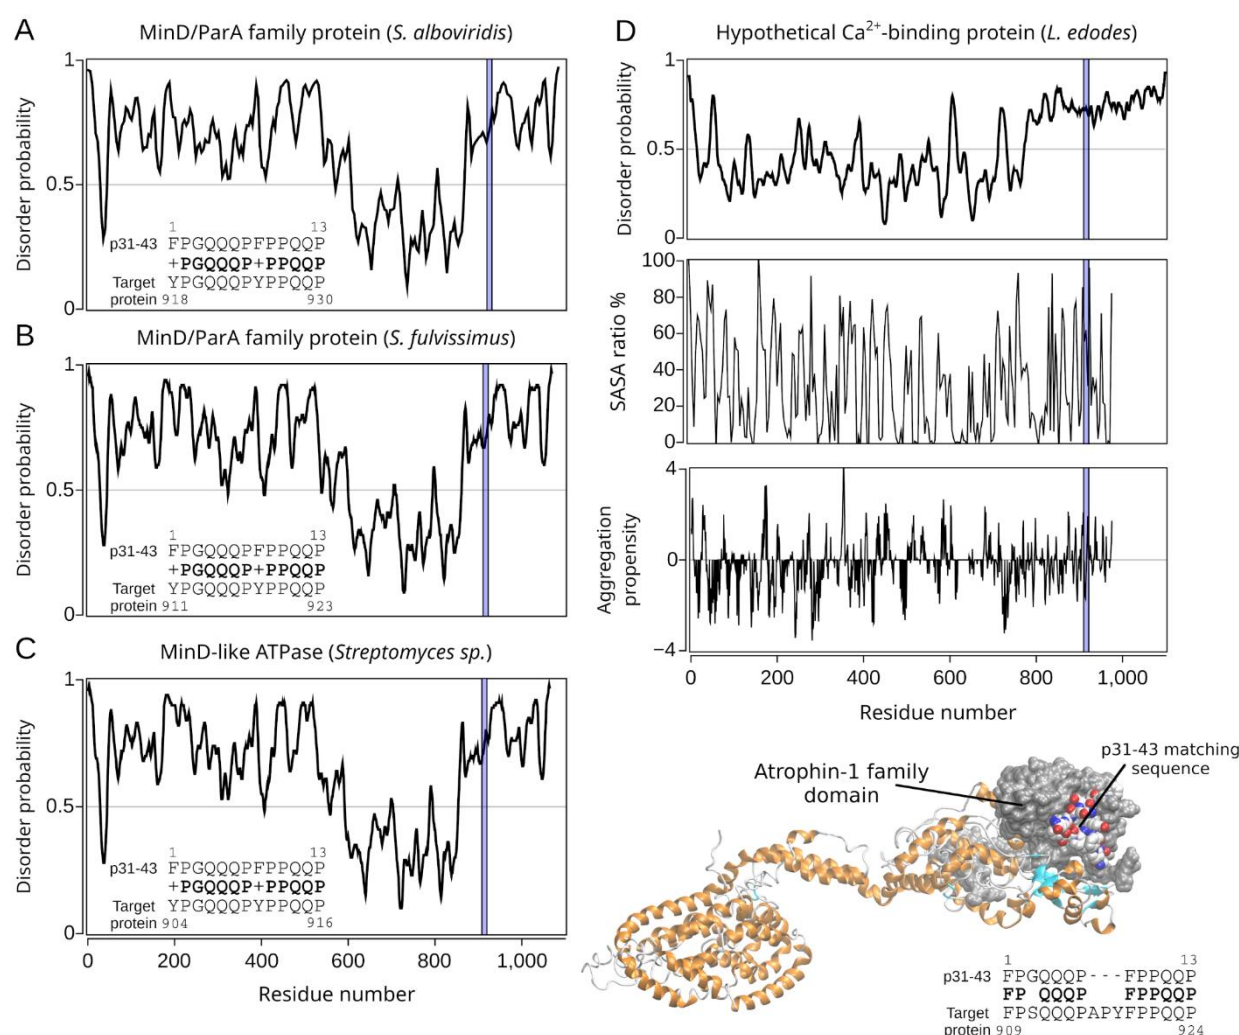 A
MinD/ParA family protein (S. alboviridis)
1
0.5
0
Disorder probability
1 13
p31-43 FPGQQQPFPPQQP
+PGQQQP+PPQQP
Target YPGQQQPYPPQQP
protein 918 930
B
MinD/ParA family protein (S. fulvissimus)
1
0.5
0
Disorder probability
1 13
p31-43 FPGQQQPFPPQQP
+PGQQQP+PPQQP
Target YPGQQQPYPPQQP
protein 911 923
C
MinD-like ATPase (Streptomyces sp.)
1
0.5
0
Disorder probability
1 13
p31-43 FPGQQQPFPPQQP
+PGQQQP+PPQQP
Target YPGQQQPYPPQQP
protein 904 916
0 200 400 600 800 1,000
Residue number
D
Hypothetical Ca2+-binding protein (L. edodes)
1
0.5
0
Disorder probability
100
80
60
40
20
0
SASA ratio %
4
0
−4
Aggregation
propensity
0 200 400 600 800 1,000
Residue number
p31-43 matching
sequence
Atrophin-1 family
domain
1 13
p31-43 FPGQQQP---FPPQQP
FP QQQP FPPQQP
Target FPSQQQPAPYFPPQQP
protein 909 924